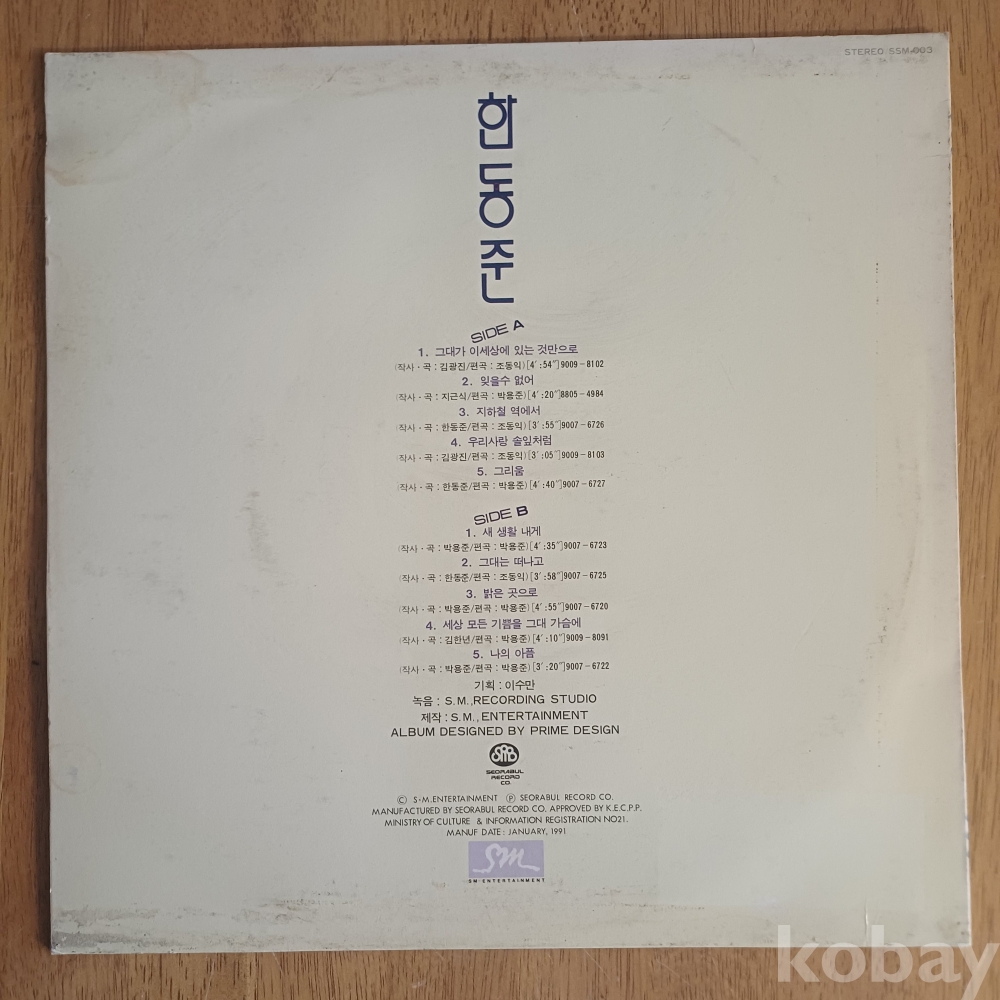 STEREO SSM-003
한동준
SIDE A
1. 그대가 이세상에 있는 것만으로
(작사・곡 : 김광진/편곡 : 조동익)[4′:54″]9009-8102
2. 잊을수 없어
(작사・곡 : 지근식/편곡 : 박용준)[4′:20″]8805-4984
3. 지하철 역에서
(작사・곡 : 한동준/편곡 : 조동익)[3′:55″]9007-6726
4. 우리사랑 솔잎처럼
(작사・곡 : 김광진/편곡 : 조동익)[3′:05″]9009-8103
5. 그리움
(작사・곡 : 한동준/편곡 : 박용준)[4′:40″]9007-6727
SIDE B
1. 새 생활 내게
(작사・곡 : 박용준/편곡 : 박용준)[4′:35″]9007-6723
2. 그대는 떠나고
(작사・곡 : 한동준/편곡 : 조동익)[3′:58″]9007-6725
3. 밝은 곳으로
(작사・곡 : 박용준/편곡 : 박용준)[4′:55″]9007-6720
4. 세상 모든 기쁨을 그대 가슴에
(작사・곡 : 김한년/편곡 : 박용준)[4′:10″]9009-8091
5. 나의 아픔
(작사・곡 : 박용준/편곡 : 박용준)[3′:20″]9007-6722
기획 : 이수만
녹음 : S.M.,RECORDING STUDIO
제작 : S.M., ENTERTAINMENT
ALBUM DESIGNED BY PRIME DESIGN
SRB
SEORABUL
RECORD
CO.
© S·M.ENTERTAINMENT ℗ SEORABUL RECORD CO.
MANUFACTURED BY SEORABUL RECORD CO. APPROVED BY K.E.C.P.P.
MINISTRY OF CULTURE & INFORMATION REGISTRATION NO21.
MANUF DATE : JANUARY, 1991
SM
SM·ENTERTAINMENT
kobay